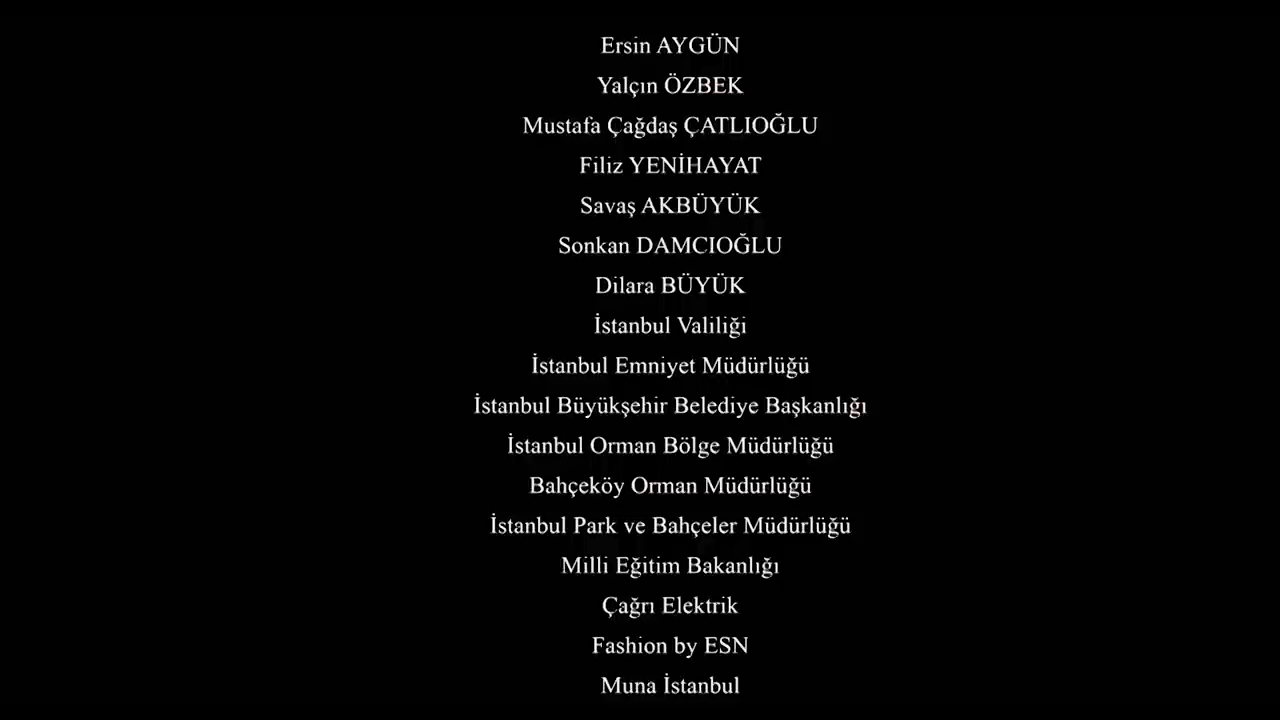 Ersin AYGÜN
Yalçın ÖZBEK
Mustafa Çağdaş ÇATLIOĞLU
Filiz YENİHAYAT
Savaş AKBÜYÜK
Sonkan DAMCIOĞLU
Dilara BÜYÜK
İstanbul Valiliği
İstanbul Emniyet Müdürlüğü
İstanbul Büyükşehir Belediye Başkanlığı
İstanbul Orman Bölge Müdürlüğü
Bahçeköy Orman Müdürlüğü
İstanbul Park ve Bahçeler Müdürlüğü
Milli Eğitim Bakanlığı
Çağrı Elektrik
Fashion by ESN
Muna İstanbul